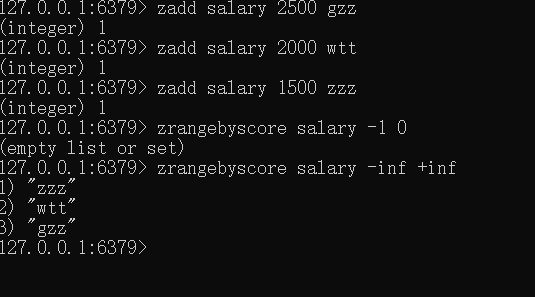 127.0.0.1:6379> zadd salary 2500 gzz
(integer) 1
127.0.0.1:6379> zadd salary 2000 wtt
(integer) 1
127.0.0.1:6379> zadd salary 1500 zzz
(integer) 1
127.0.0.1:6379> zrangebyscore salary -1 0
(empty list or set)
127.0.0.1:6379> zrangebyscore salary -inf +inf
1) "zzz"
2) "wtt"
3) "gzz"
127.0.0.1:6379>